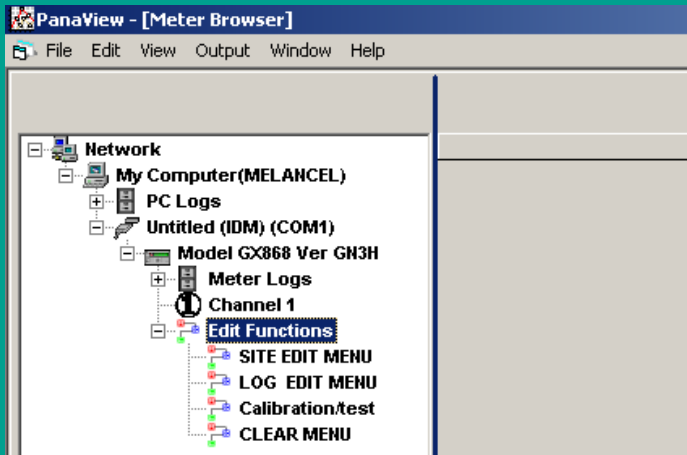 PanaView - [Meter Browser]
File Edit View Output Window Help
Network
My Computer(MELANCEL)
PC Logs
Untitled (IDM) (COM1)
Model GX868 Ver GN3H
Meter Logs
1 Channel 1
Edit Functions
SITE EDIT MENU
LOG EDIT MENU
Calibration/test
CLEAR MENU